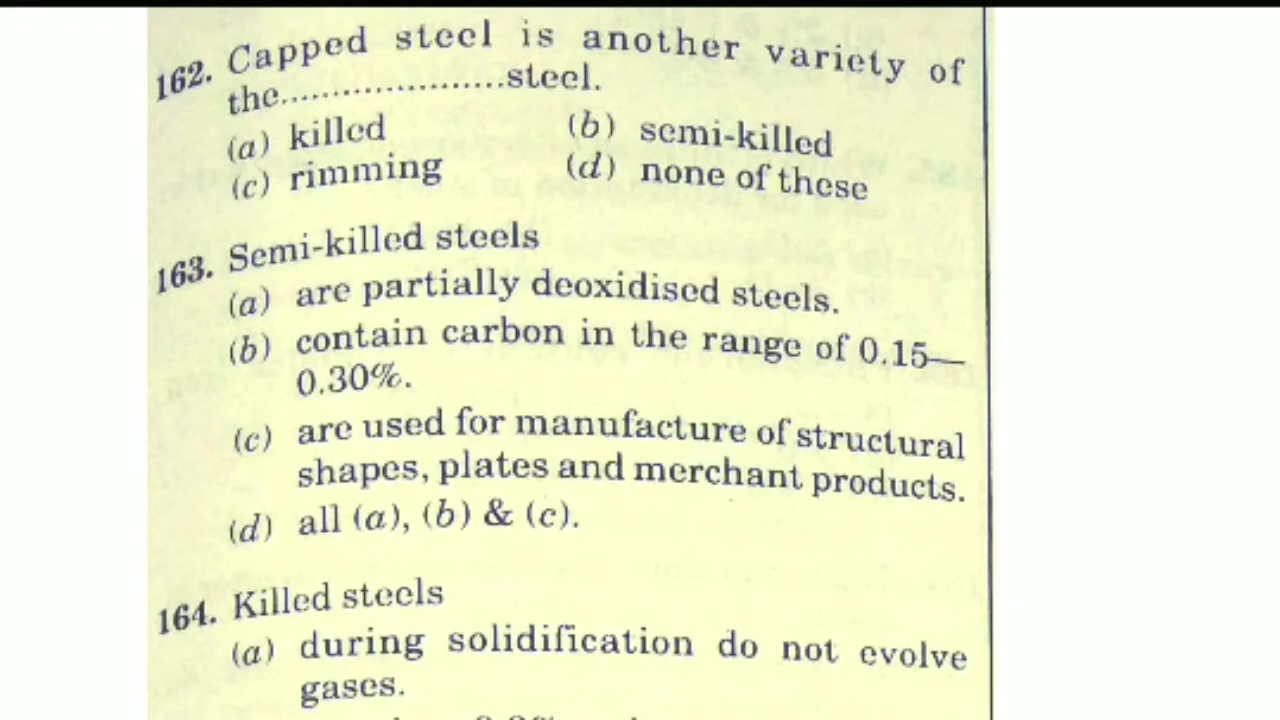 162. Capped steel is another variety of
the.....................steel.
(a) killed (b) semi-killed
(c) rimming (d) none of these
163. Semi-killed steels
(a) are partially deoxidised steels.
(b) contain carbon in the range of 0.15—
0.30%.
(c) are used for manufacture of structural
shapes, plates and merchant products.
(d) all (a), (b) & (c).
164. Killed steels
(a) during solidification do not evolve
gases.